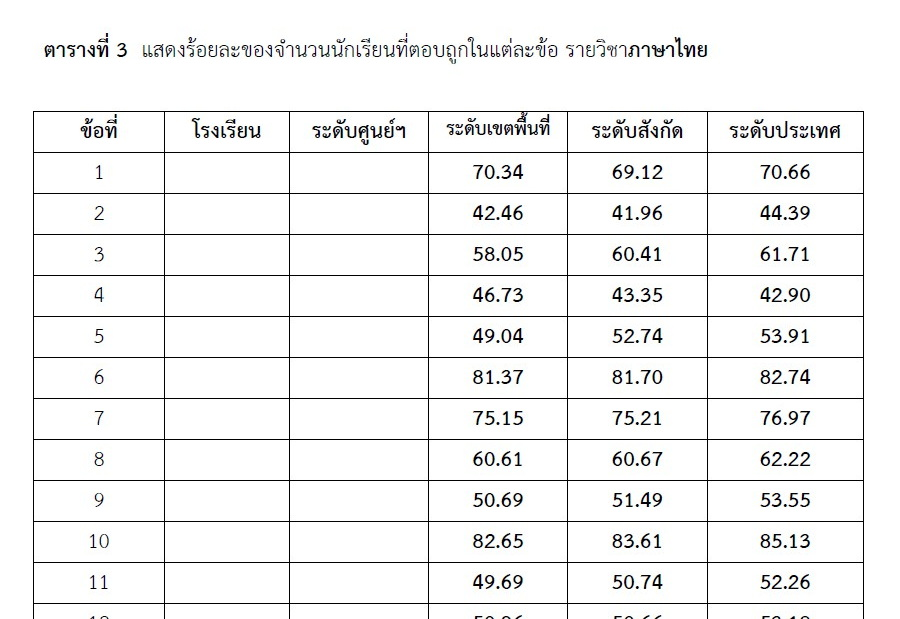 ตารางที่ 3 แสดงร้อยละของจำนวนนักเรียนที่ตอบถูกในแต่ละข้อ รายวิชาภาษาไทย
ข้อที่ โรงเรียน ระดับศูนย์ฯ ระดับเขตพื้นที่ ระดับสังกัด ระดับประเทศ
1 70.34 69.12 70.66
2 42.46 41.96 44.39
3 58.05 60.41 61.71
4 46.73 43.35 42.90
5 49.04 52.74 53.91
6 81.37 81.70 82.74
7 75.15 75.21 76.97
8 60.61 60.67 62.22
9 50.69 51.49 53.55
10 82.65 83.61 85.13
11 49.69 50.74 52.26